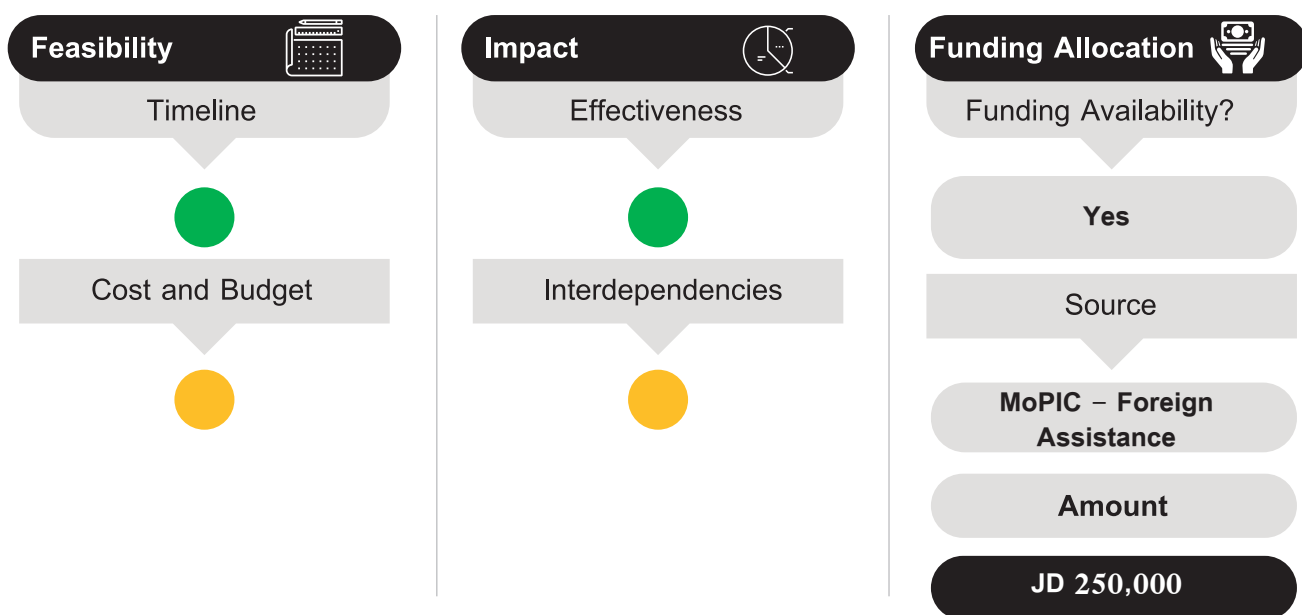 Feasibility
Timeline
Cost and Budget
Impact
Effectiveness
Interdependencies
Funding Allocation
Funding Availability?
Yes
Source
MoPIC – Foreign
Assistance
Amount
JD 250,000